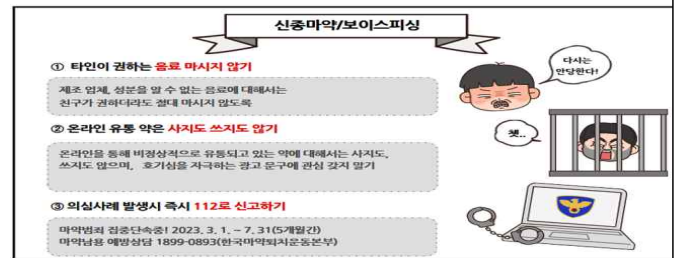 신종마약/보이스피싱
① 타인이 권하는 음료 마시지 않기
제조 업체, 성분을 알 수 없는 음료에 대해서는
친구가 권하더라도 절대 마시지 않도록
② 온라인 유통 약은 사지도 쓰지도 않기
온라인을 통해 비정상적으로 유통되고 있는 약에 대해서는 사지도,
쓰지도 않으며, 호기심을 자극하는 광고 문구에 관심 갖지 말기
③ 의심사례 발생시 즉시 112로 신고하기
마약범죄 집중단속중! 2023. 3. 1. ~ 7. 31(5개월간)
마약남용 예방상담 1899-0893(한국마약퇴치운동본부)
다시는
안당한다!
쳇..